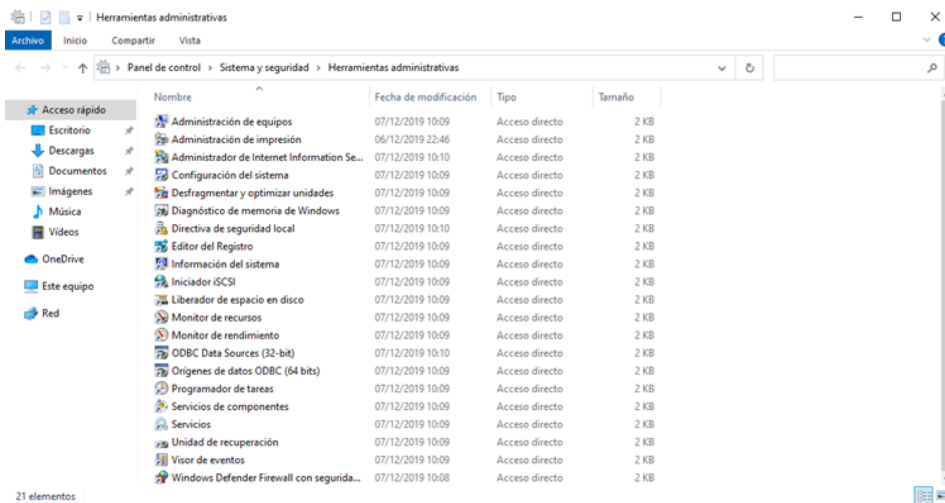 Herramientas administrativas
Archivo Inicio Compartir Vista
Panel de control > Sistema y seguridad > Herramientas administrativas
Nombre Fecha de modificación Tipo Tamaño
Acceso rápido
Escritorio
Descargas
Documentos
Imágenes
Música
Vídeos
OneDrive
Este equipo
Red
Administración de equipos 07/12/2019 10:09 Acceso directo 2 KB
Administración de impresión 06/12/2019 22:46 Acceso directo 2 KB
Administrador de Internet Information Se... 07/12/2019 10:10 Acceso directo 2 KB
Configuración del sistema 07/12/2019 10:09 Acceso directo 2 KB
Desfragmentar y optimizar unidades 07/12/2019 10:09 Acceso directo 2 KB
Diagnóstico de memoria de Windows 07/12/2019 10:09 Acceso directo 2 KB
Directiva de seguridad local 07/12/2019 10:10 Acceso directo 2 KB
Editor del Registro 07/12/2019 10:09 Acceso directo 2 KB
Información del sistema 07/12/2019 10:09 Acceso directo 2 KB
Iniciador iSCSI 07/12/2019 10:09 Acceso directo 2 KB
Liberador de espacio en disco 07/12/2019 10:09 Acceso directo 2 KB
Monitor de recursos 07/12/2019 10:09 Acceso directo 2 KB
Monitor de rendimiento 07/12/2019 10:09 Acceso directo 2 KB
ODBC Data Sources (32-bit) 07/12/2019 10:10 Acceso directo 2 KB
Orígenes de datos ODBC (64 bits) 07/12/2019 10:09 Acceso directo 2 KB
Programador de tareas 07/12/2019 10:09 Acceso directo 2 KB
Servicios de componentes 07/12/2019 10:09 Acceso directo 2 KB
Servicios 07/12/2019 10:09 Acceso directo 2 KB
Unidad de recuperación 07/12/2019 10:09 Acceso directo 2 KB
Visor de eventos 07/12/2019 10:09 Acceso directo 2 KB
Windows Defender Firewall con segurida... 07/12/2019 10:08 Acceso directo 2 KB
21 elementos